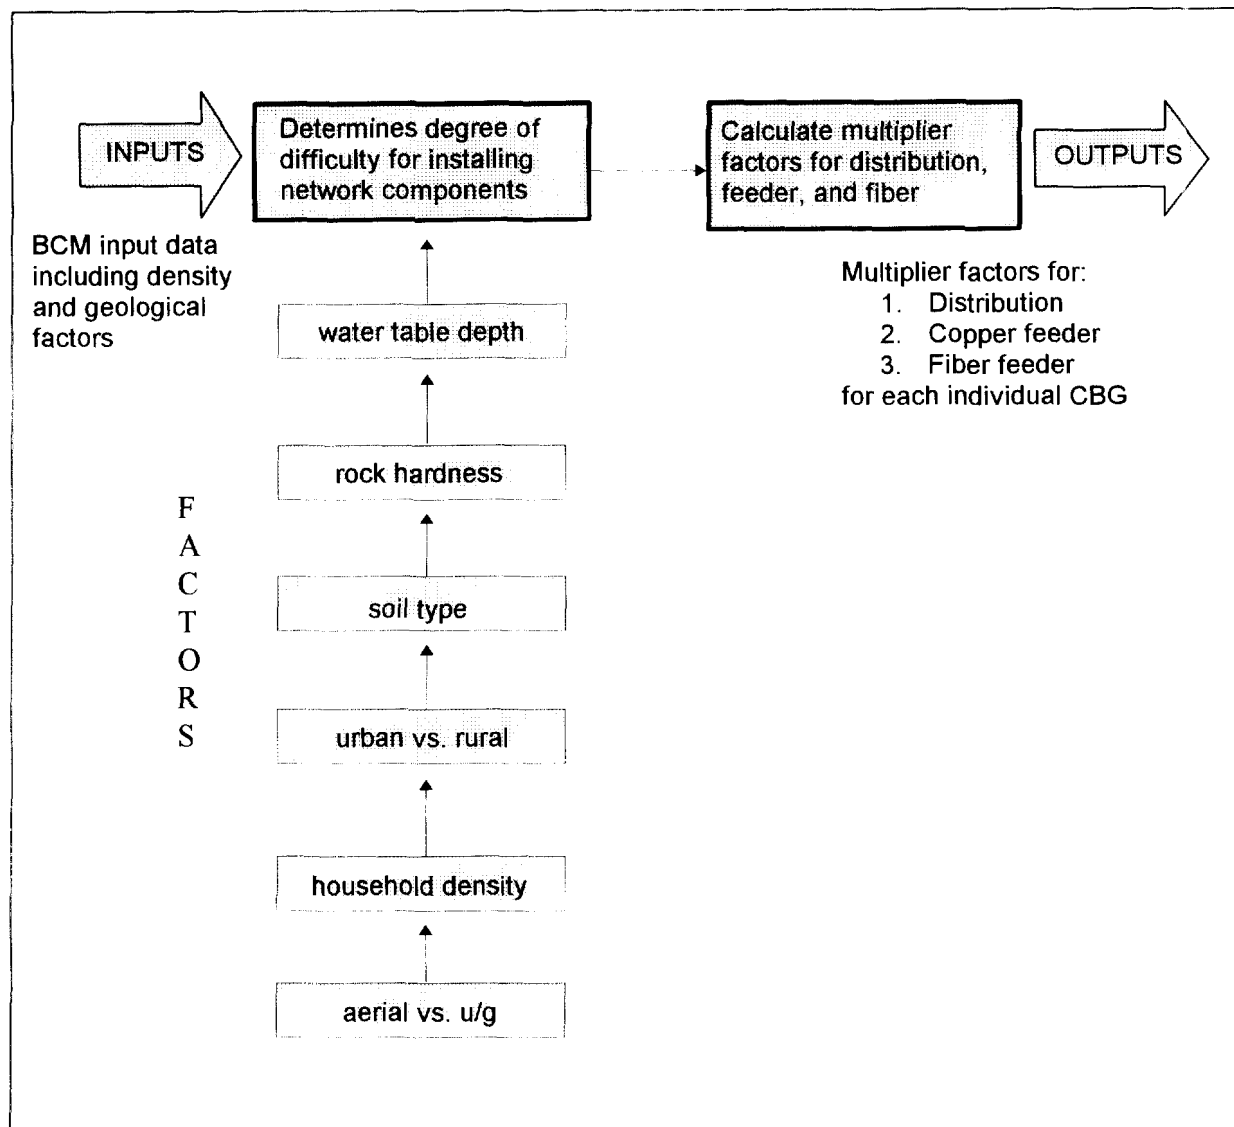 INPUTS
Determines degree of
difficulty for installing
network components
Calculate multiplier
factors for distribution,
feeder, and fiber
OUTPUTS
BCM input data
including density
and geological
factors
Multiplier factors for:
1. Distribution
2. Copper feeder
3. Fiber feeder
for each individual CBG
water table depth
rock hardness
soil type
urban vs. rural
household density
aerial vs. u/g
F
A
C
T
O
R
S